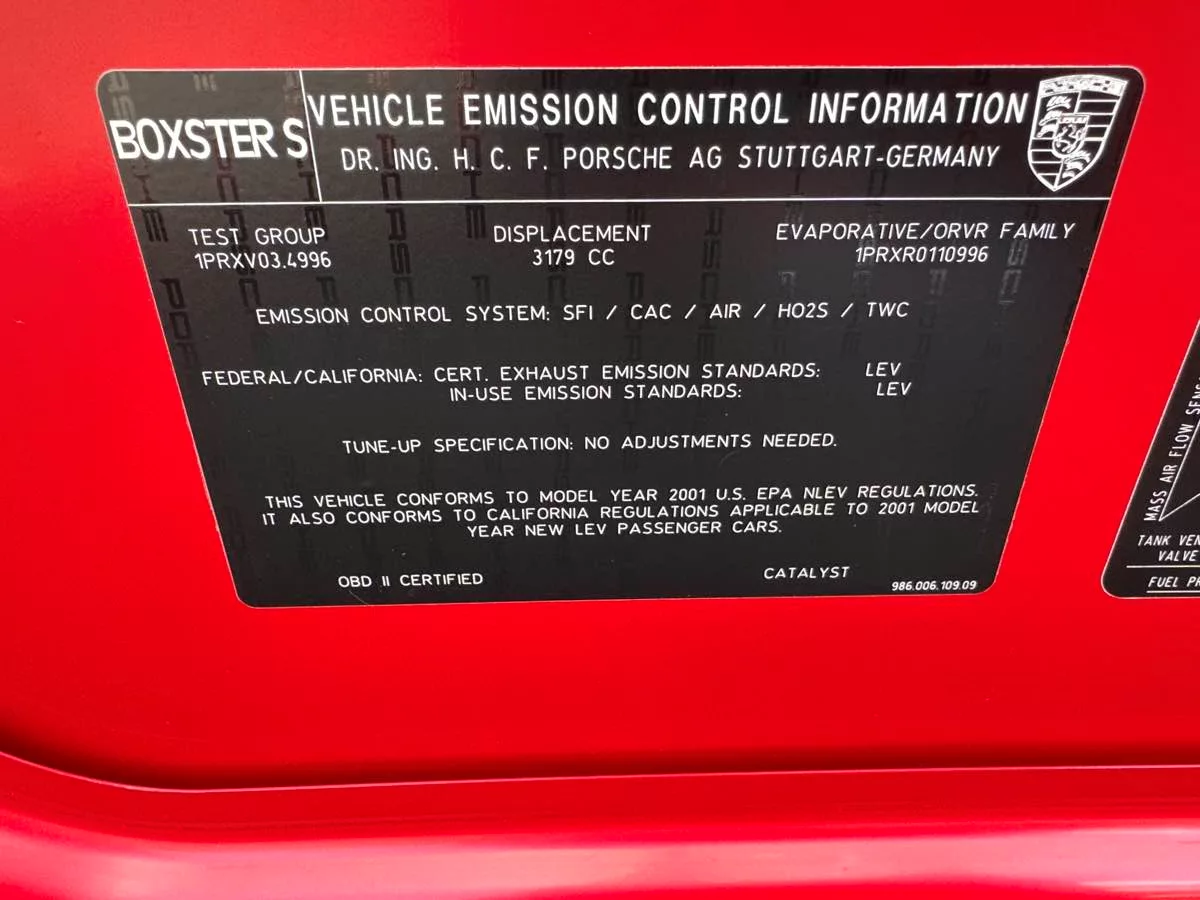 BOXSTER S
VEHICLE EMISSION CONTROL INFORMATION
DR. ING. H. C. F. PORSCHE AG STUTTGART-GERMANY
TEST GROUP
1PRXV03.4996
DISPLACEMENT
3179 CC
EVAPORATIVE/ORVR FAMILY
1PRXR0110996
EMISSION CONTROL SYSTEM: SFI / CAC / AIR / HO2S / TWC
FEDERAL/CALIFORNIA: CERT. EXHAUST EMISSION STANDARDS: LEV
IN-USE EMISSION STANDARDS: LEV
TUNE-UP SPECIFICATION: NO ADJUSTMENTS NEEDED.
THIS VEHICLE CONFORMS TO MODEL YEAR 2001 U.S. EPA NLEV REGULATIONS.
IT ALSO CONFORMS TO CALIFORNIA REGULATIONS APPLICABLE TO 2001 MODEL
YEAR NEW LEV PASSENGER CARS.
OBD II CERTIFIED
CATALYST
986.006.109.09
MASS AIR FLOW
TANK
VALVE
FUEL